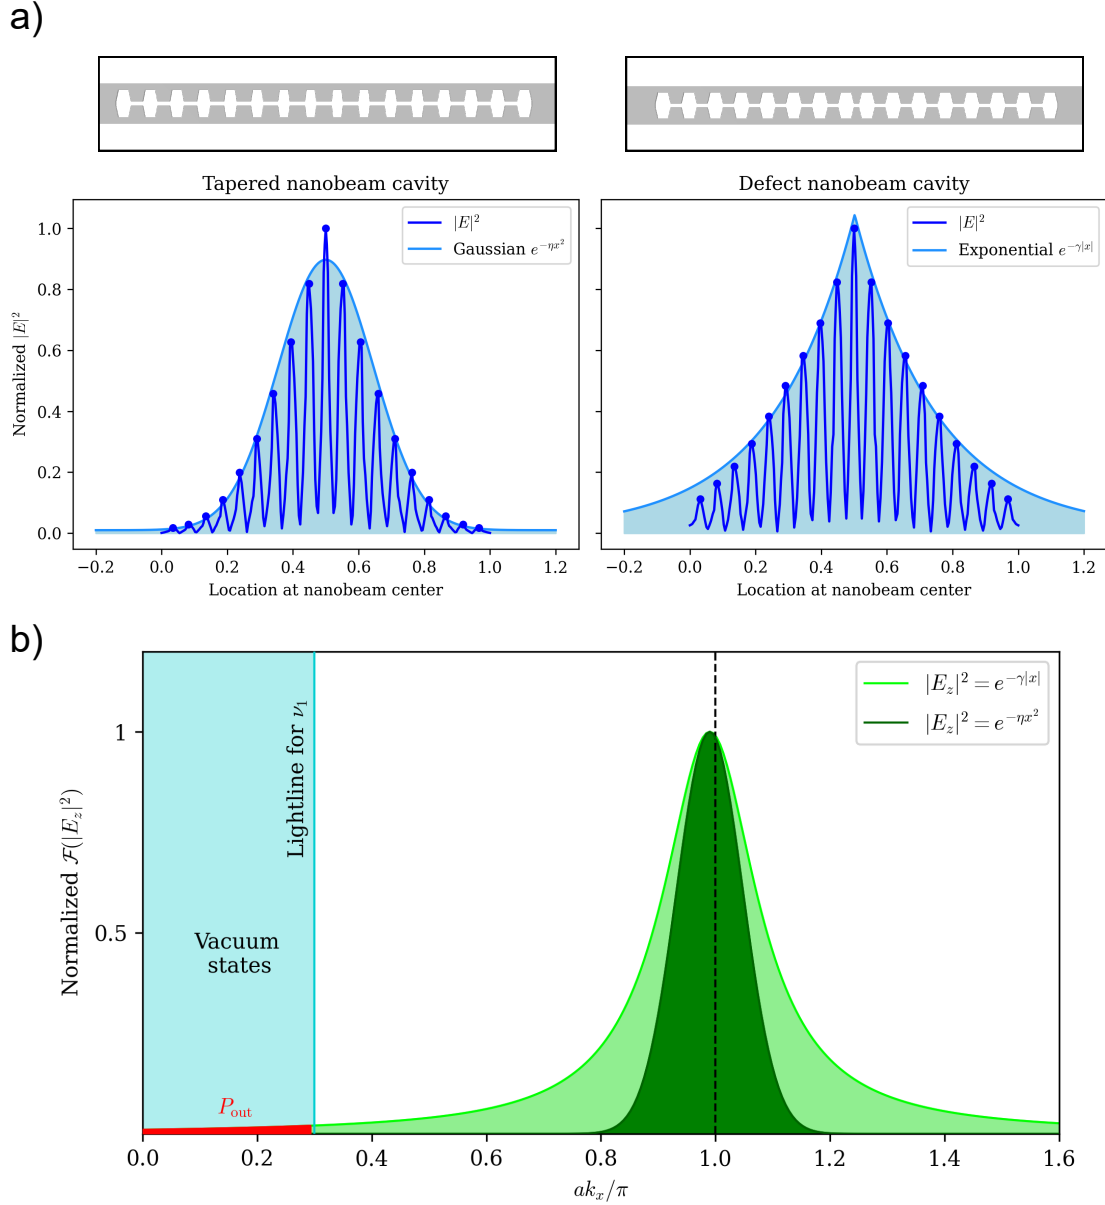 a)
Tapered nanobeam cavity
Defect nanobeam cavity
Normalized |E|²
1.0
0.8
0.6
0.4
0.2
0.0
|E|²
Gaussian e^{−ηx²}
|E|²
Exponential e^{−γ|x|}
−0.2 0.0 0.2 0.4 0.6 0.8 1.0 1.2
−0.2 0.0 0.2 0.4 0.6 0.8 1.0 1.2
Location at nanobeam center
Location at nanobeam center
b)
Normalized ℱ(|E_z|²)
1
0.5
Lightline for ν₁
Vacuum
states
P_out
|E_z|² = e^{−γ|x|}
|E_z|² = e^{−ηx²}
0.0 0.2 0.4 0.6 0.8 1.0 1.2 1.4 1.6
ak_x/π